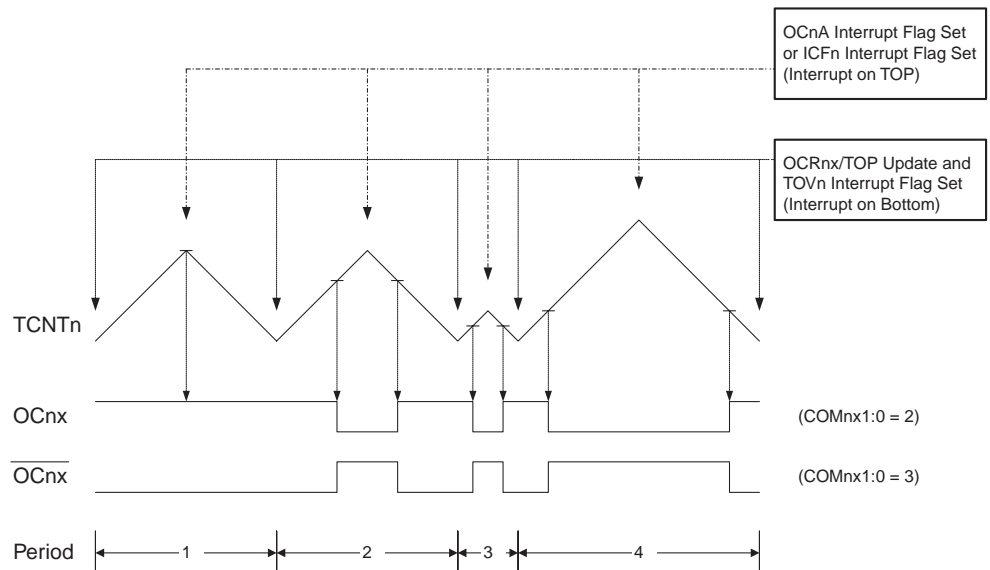 OCnA Interrupt Flag Set
or ICFn Interrupt Flag Set
(Interrupt on TOP)
OCRnx/TOP Update and
TOVn Interrupt Flag Set
(Interrupt on Bottom)
TCNTn
OCnx
(COMnx1:0 = 2)
OCnx
(COMnx1:0 = 3)
Period
1
2
3
4